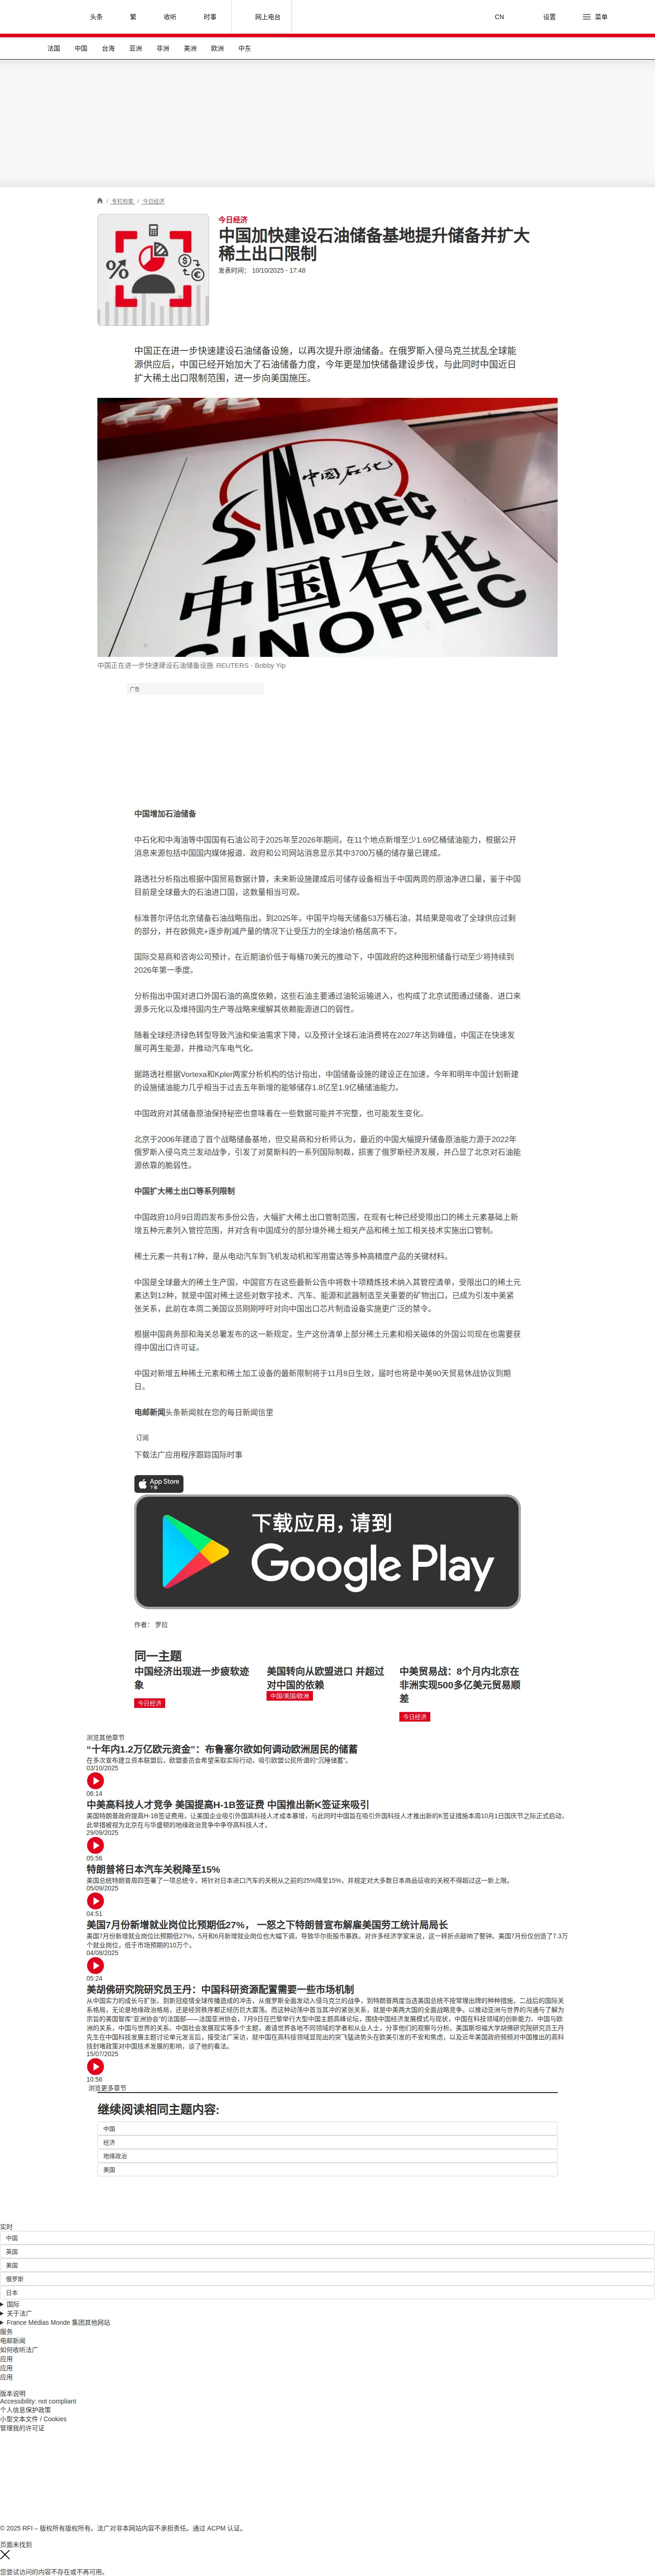 头条
繁
收听
时事
网上电台
CN
设置
菜单
法国
中国
台海
亚洲
非洲
美洲
欧洲
中东
/ 专栏检索 / 今日经济
今日经济
中国加快建设石油储备基地提升储备并扩大
稀土出口限制
发表时间： 10/10/2025 - 17:48
中国正在进一步快速建设石油储备设施，以再次提升原油储备。在俄罗斯入侵乌克兰扰乱全球能
源供应后，中国已经开始加大了石油储备力度，今年更是加快储备建设步伐，与此同时中国近日
扩大稀土出口限制范围，进一步向美国施压。
中国石化
SINOPEC
中国石化
SINOPEC
中国正在进一步快速建设石油储备设施 REUTERS - Bobby Yip
广告
中国增加石油储备
中石化和中海油等中国国有石油公司于2025年至2026年期间，在11个地点新增至少1.69亿桶储油能力，根据公开
消息来源包括中国国内媒体报道、政府和公司网站消息显示其中3700万桶的储存量已建成。
路透社分析指出根据中国贸易数据计算，未来新设施建成后可储存设备相当于中国两周的原油净进口量，鉴于中国
目前是全球最大的石油进口国，这数量相当可观。
标准普尔评估北京储备石油战略指出，到2025年，中国平均每天储备53万桶石油，其结果是吸收了全球供应过剩
的部分，并在欧佩克+逐步削减产量的情况下让受压力的全球油价格居高不下。
国际交易商和咨询公司预计，在近期油价低于每桶70美元的推动下，中国政府的这种囤积储备行动至少将持续到
2026年第一季度。
分析指出中国对进口外国石油的高度依赖，这些石油主要通过油轮运输进入，也构成了北京试图通过储备、进口来
源多元化以及维持国内生产等战略来缓解其依赖能源进口的弱性。
随着全球经济绿色转型导致汽油和柴油需求下降，以及预计全球石油消费将在2027年达到峰值，中国正在快速发
展可再生能源，并推动汽车电气化。
据路透社根据Vortexa和Kpler两家分析机构的估计指出，中国储备设施的建设正在加速，今年和明年中国计划新建
的设施储油能力几乎相当于过去五年新增的能够储存1.8亿至1.9亿桶储油能力。
中国政府对其储备原油保持秘密也意味着在一些数据可能并不完整，也可能发生变化。
北京于2006年建造了首个战略储备基地，但交易商和分析师认为，最近的中国大幅提升储备原油能力源于2022年
俄罗斯入侵乌克兰发动战争，引发了对莫斯科的一系列国际制裁，损害了俄罗斯经济发展，并凸显了北京对石油能
源依靠的脆弱性。
中国扩大稀土出口等系列限制
中国政府10月9日周四发布多份公告，大幅扩大稀土出口管制范围，在现有七种已经受限出口的稀土元素基础上新
增五种元素列入管控范围，并对含有中国成分的部分境外稀土相关产品和稀土加工相关技术实施出口管制。
稀土元素一共有17种，是从电动汽车到飞机发动机和军用雷达等多种高精度产品的关键材料。
中国是全球最大的稀土生产国，中国官方在这些最新公告中将数十项精炼技术纳入其管控清单，受限出口的稀土元
素达到12种，就是中国对稀土这些对数字技术、汽车、能源和武器制造至关重要的矿物出口，已成为引发中美紧
张关系，此前在本周二美国议员刚刚呼吁对向中国出口芯片制造设备实施更广泛的禁令。
根据中国商务部和海关总署发布的这一新规定，生产这份清单上部分稀土元素和相关磁体的外国公司现在也需要获
得中国出口许可证。
中国对新增五种稀土元素和稀土加工设备的最新限制将于11月8日生效，届时也将是中美90天贸易休战协议到期
日。
电邮新闻头条新闻就在您的每日新闻信里
订阅
下载法广应用程序跟踪国际时事
App Store
下载
下载应用，请到
Google Play
作者： 罗拉
同一主题
中国经济出现进一步疲软迹
象
今日经济
美国转向从欧盟进口 并超过
对中国的依赖
中国/美国/欧洲
中美贸易战：8个月内北京在
非洲实现500多亿美元贸易顺
差
今日经济
浏览其他章节
“十年内1.2万亿欧元资金”：布鲁塞尔欲如何调动欧洲居民的储蓄
在多次宣布建立资本联盟后，欧盟委员会希望采取实际行动，吸引欧盟公民所谓的“沉睡储蓄”。
03/10/2025
06:14
中美高科技人才竞争 美国提高H-1B签证费 中国推出新K签证来吸引
美国特朗普政府提高H-1B签证费用，让美国企业吸引外国高科技人才成本暴增，与此同时中国旨在吸引外国科技人才推出新的K签证措施本周10月1日国庆节之际正式启动，
此举措被视为北京在与华盛顿的地缘政治竞争中争夺高科技人才。
29/09/2025
05:56
特朗普将日本汽车关税降至15%
美国总统特朗普周四签署了一项总统令，将针对日本进口汽车的关税从之前的25%降至15%，并规定对大多数日本商品征收的关税不得超过这一新上限。
05/09/2025
04:51
美国7月份新增就业岗位比预期低27%， 一怒之下特朗普宣布解雇美国劳工统计局局长
美国7月份新增就业岗位比预期低27%，5月和6月新增就业岗位也大幅下调，导致华尔街股市暴跌。对许多经济学家来说，这一转折点敲响了警钟。美国7月份仅创造了7.3万
个就业岗位，低于市场预期的10万个。
04/08/2025
05:24
美胡佛研究院研究员王丹：中国科研资源配置需要一些市场机制
从中国实力的成长与扩张，到新冠疫情全球传播造成的冲击，从俄罗斯全面发动入侵乌克兰的战争，到特朗普两度当选美国总统不按常理出牌的种种措施，二战后的国际关
系格局，无论是地缘政治格局，还是经贸秩序都正经历巨大震荡。而这种动荡中首当其冲的紧张关系，就是中美两大国的全面战略竞争。以推动亚洲与世界的沟通与了解为
宗旨的美国智库“亚洲协会”的法国部——法国亚洲协会，7月9日在巴黎举行大型中国主题高峰论坛，围绕中国经济发展模式与现状，中国在科技领域的创新能力、中国与欧
洲的关系，中国与世界的关系、中国社会发展现实等多个主题，邀请世界各地不同领域的学者和从业人士，分享他们的观察与分析。美国斯坦福大学胡佛研究院研究员王丹
先生在中国科技发展主题讨论单元发言后，接受法广采访，就中国在高科技领域显现出的突飞猛进势头在欧美引发的不安和焦虑，以及近年美国政府频频对中国推出的高科
技封堵政策对中国技术发展的影响，谈了他的看法。
15/07/2025
10:56
浏览更多章节
继续阅读相同主题内容:
中国
经济
地缘政治
美国
实时
中国
英国
美国
俄罗斯
日本
国际
关于法广
France Médias Monde 集团其他网站
服务
电邮新闻
如何收听法广
应用
应用
应用
版本说明
Accessibility: not compliant
个人信息保护政策
小型文本文件 / Cookies
管理我的许可证
© 2025 RFI – 版权所有版权所有。法广对非本网站内容不承担责任。通过 ACPM 认证。
页面未找到
您尝试访问的内容不存在或不再可用。